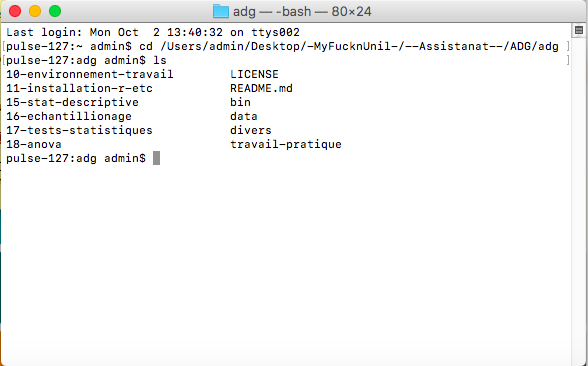 adg — -bash — 80×24
Last login: Mon Oct  2 13:40:32 on ttys002
[pulse-127:~ admin$ cd /Users/admin/Desktop/-MyFucknUnil-/--Assistanat--/ADG/adg ]
[pulse-127:adg admin$ ls ]
10-environnement-travail        LICENSE
11-installation-r-etc           README.md
15-stat-descriptive             bin
16-echantillionage              data
17-tests-statistiques           divers
18-anova                        travail-pratique
pulse-127:adg admin$